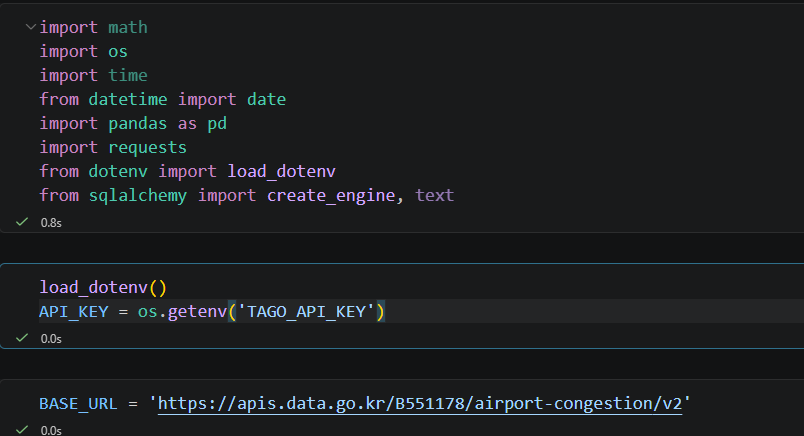 import math
import os
import time
from datetime import date
import pandas as pd
import requests
from dotenv import load_dotenv
from sqlalchemy import create_engine, text
0.8s
load_dotenv()
API_KEY = os.getenv('TAGO_API_KEY')
0.0s
BASE_URL = 'https://apis.data.go.kr/B551178/airport-congestion/v2'
0.0s